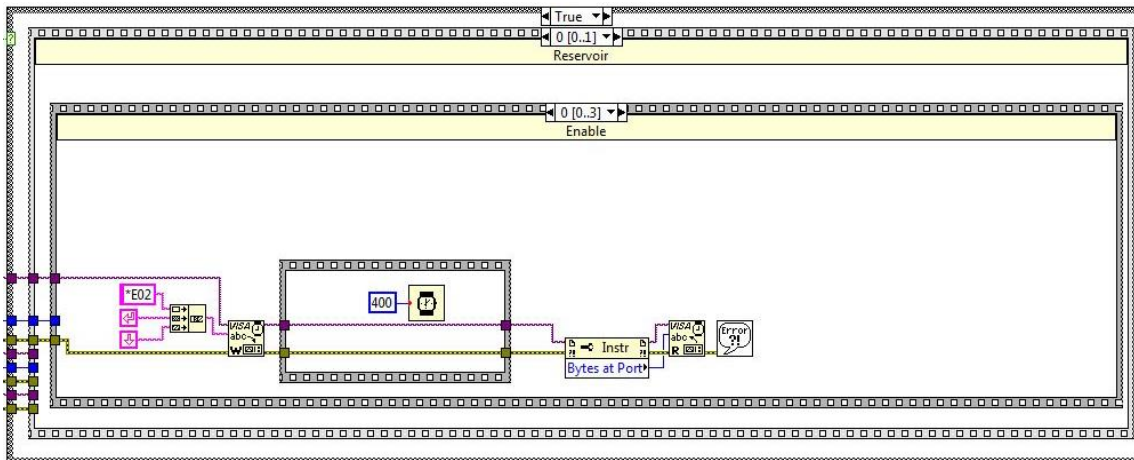 True
0 [0..1]
Reservoir
0 [0..3]
Enable
*E02
400
VISA
abc
W
Instr
Bytes at Port
VISA
abc
R
Error
?!